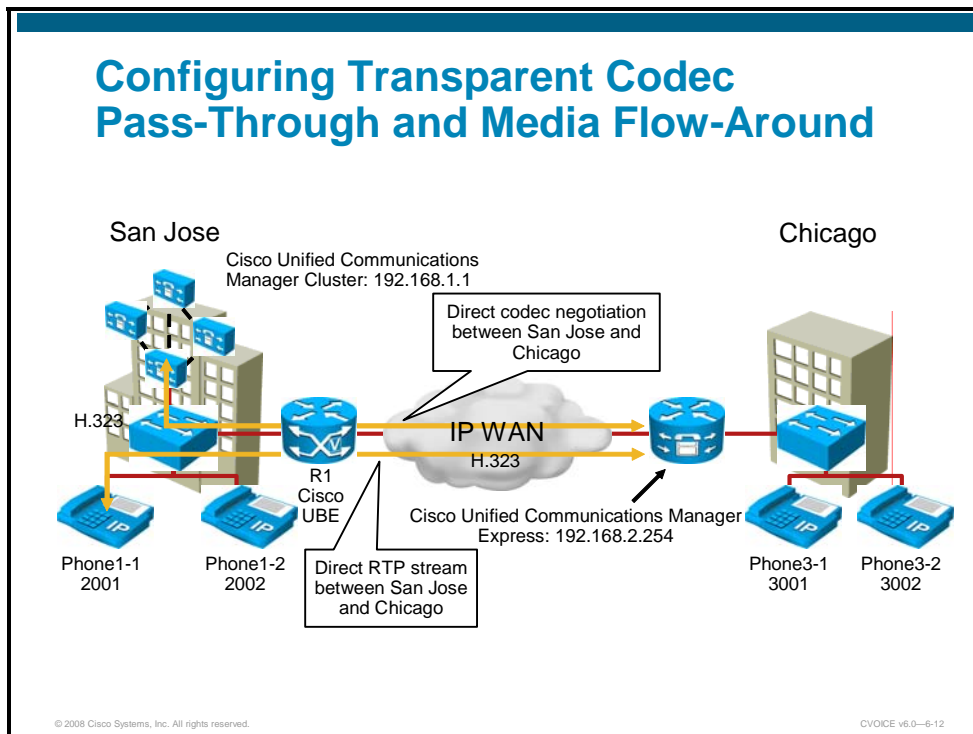 Configuring Transparent Codec
Pass-Through and Media Flow-Around
San Jose
Chicago
Cisco Unified Communications
Manager Cluster: 192.168.1.1
Direct codec negotiation
between San Jose and
Chicago
H.323
IP WAN
H.323
V
R1
Cisco
UBE
Cisco Unified Communications Manager
Express: 192.168.2.254
IP
IP
IP
IP
Phone1-1
2001
Phone1-2
2002
Direct RTP stream
between San Jose
and Chicago
Phone3-1
3001
Phone3-2
3002
© 2008 Cisco Systems, Inc. All rights reserved.
CVOICE v6.0—6-12